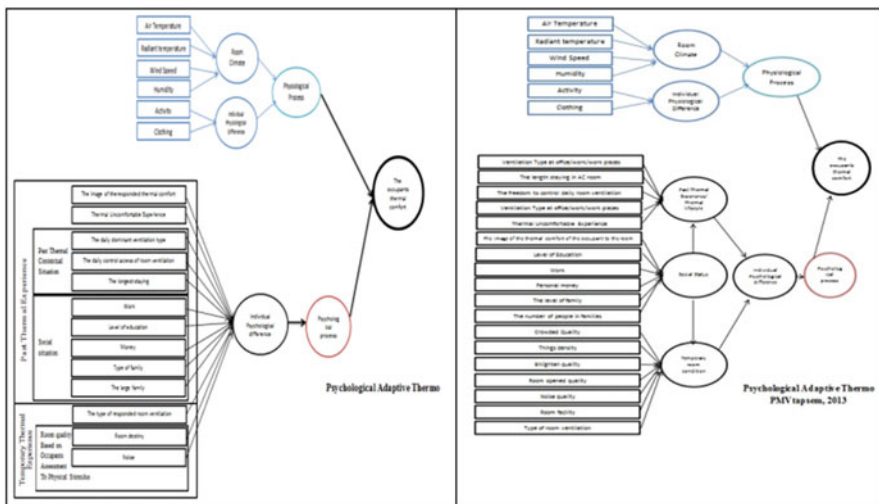 Air Temperature
Radiant temperature
Wind Speed
Humidity
Activity
Clothing
Room
Climate
Individual
Physiological
difference
Physiological
Process
The
occupants
thermal
comfort
Past Thermal Experience
The image of the responded thermal comfort
Thermal Uncomfortable Experience
Past Thermal
Contextual
Situation
The daily dominant ventilation type
The daily control access of room ventilation
The longest staying
Social
situation
Work
Level of education
Money
Type of family
The large family
Temporary Thermal
Experience
The type of responded room ventilation
Room quality
Based on
Occupants
Assessment
To Physical Stimulus
Room density
Noise
Individual
Psychological
difference
Psycholog
ical
process
Psychological Adaptive Thermo
Air Temperature
Radiant temperature
Wind Speed
Humidity
Activity
Clothing
Room
Climate
Individual
Physiological
Difference
Physiological
Process
The
occupants
thermal
comfort
Ventilation Type at office/work/work places
The length staying in AC room
The freedom to control daily room ventilation
Ventilation Type at office/work/work places
Thermal uncomfortable Experience
The image of the thermal comfort of the occupant to the room
Level of Education
Work
Personal money
The level of family
The number of people in families
Crowded Quality
Things density
Enlighten quality
Room opened quality
Noise quality
Room facility
Type of room ventilation
Past Thermal
Experience/
Thermal
Lifestyle
Social Status
Temporary
room
condition
Individual
Psychological
difference
Psycholog
ical
process
Psychological Adaptive Thermo
PMVtapsem, 2013